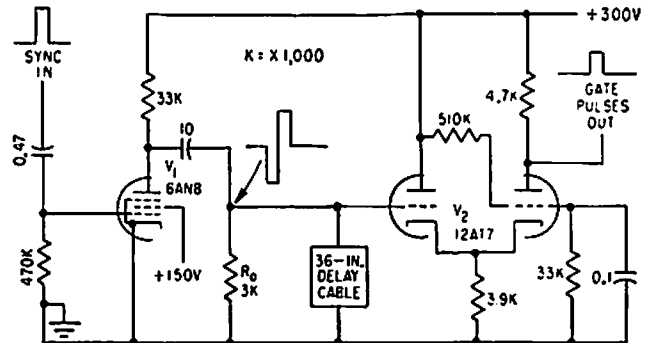 SYNC
IN
K = X 1,000
+300V
33K
4.7K
GATE
PULSES
OUT
510K
0.47
10
V1
6AN8
V2
12AT7
470K
+150V
Ro
3K
36-IN.
DELAY
CABLE
3.9K
33K
0.1